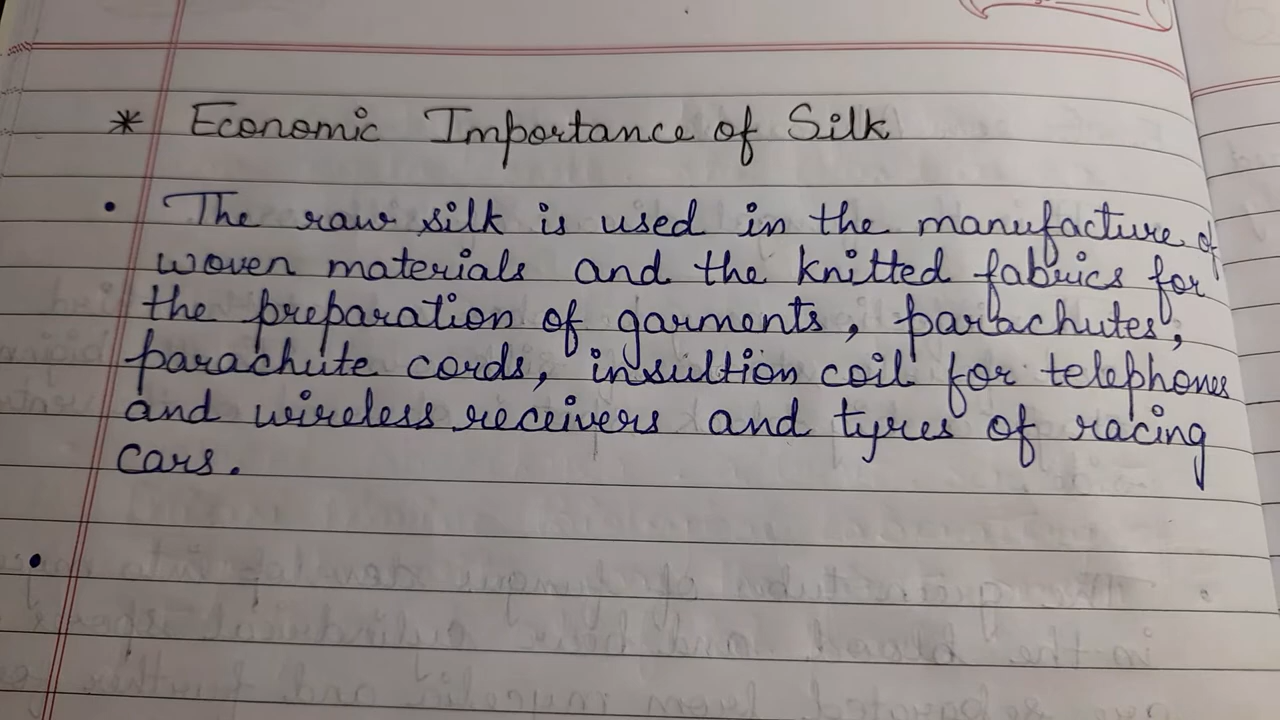 * Economic Importance of Silk
• The raw silk is used in the manufacture of
woven materials and the knitted fabrics for
the preparation of garments, parachutes,
parachute cords, insultion coil for telephones
and wireless receivers and tyres of racing
cars.
•